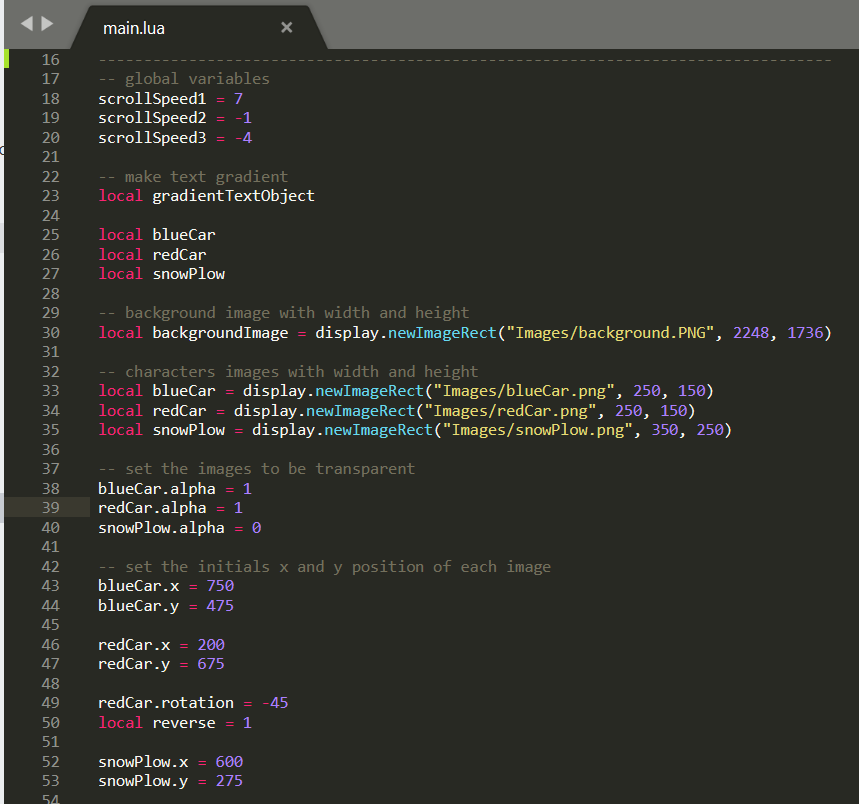 main.lua ×
16 ---------------------------------------------------------------------------------
17 -- global variables
18 scrollSpeed1 = 7
19 scrollSpeed2 = -1
20 scrollSpeed3 = -4
21
22 -- make text gradient
23 local gradientTextObject
24
25 local blueCar
26 local redCar
27 local snowPlow
28
29 -- background image with width and height
30 local backgroundImage = display.newImageRect("Images/background.PNG", 2248, 1736)
31
32 -- characters images with width and height
33 local blueCar = display.newImageRect("Images/blueCar.png", 250, 150)
34 local redCar = display.newImageRect("Images/redCar.png", 250, 150)
35 local snowPlow = display.newImageRect("Images/snowPlow.png", 350, 250)
36
37 -- set the images to be transparent
38 blueCar.alpha = 1
39 redCar.alpha = 1
40 snowPlow.alpha = 0
41
42 -- set the initials x and y position of each image
43 blueCar.x = 750
44 blueCar.y = 475
45
46 redCar.x = 200
47 redCar.y = 675
48
49 redCar.rotation = -45
50 local reverse = 1
51
52 snowPlow.x = 600
53 snowPlow.y = 275
54